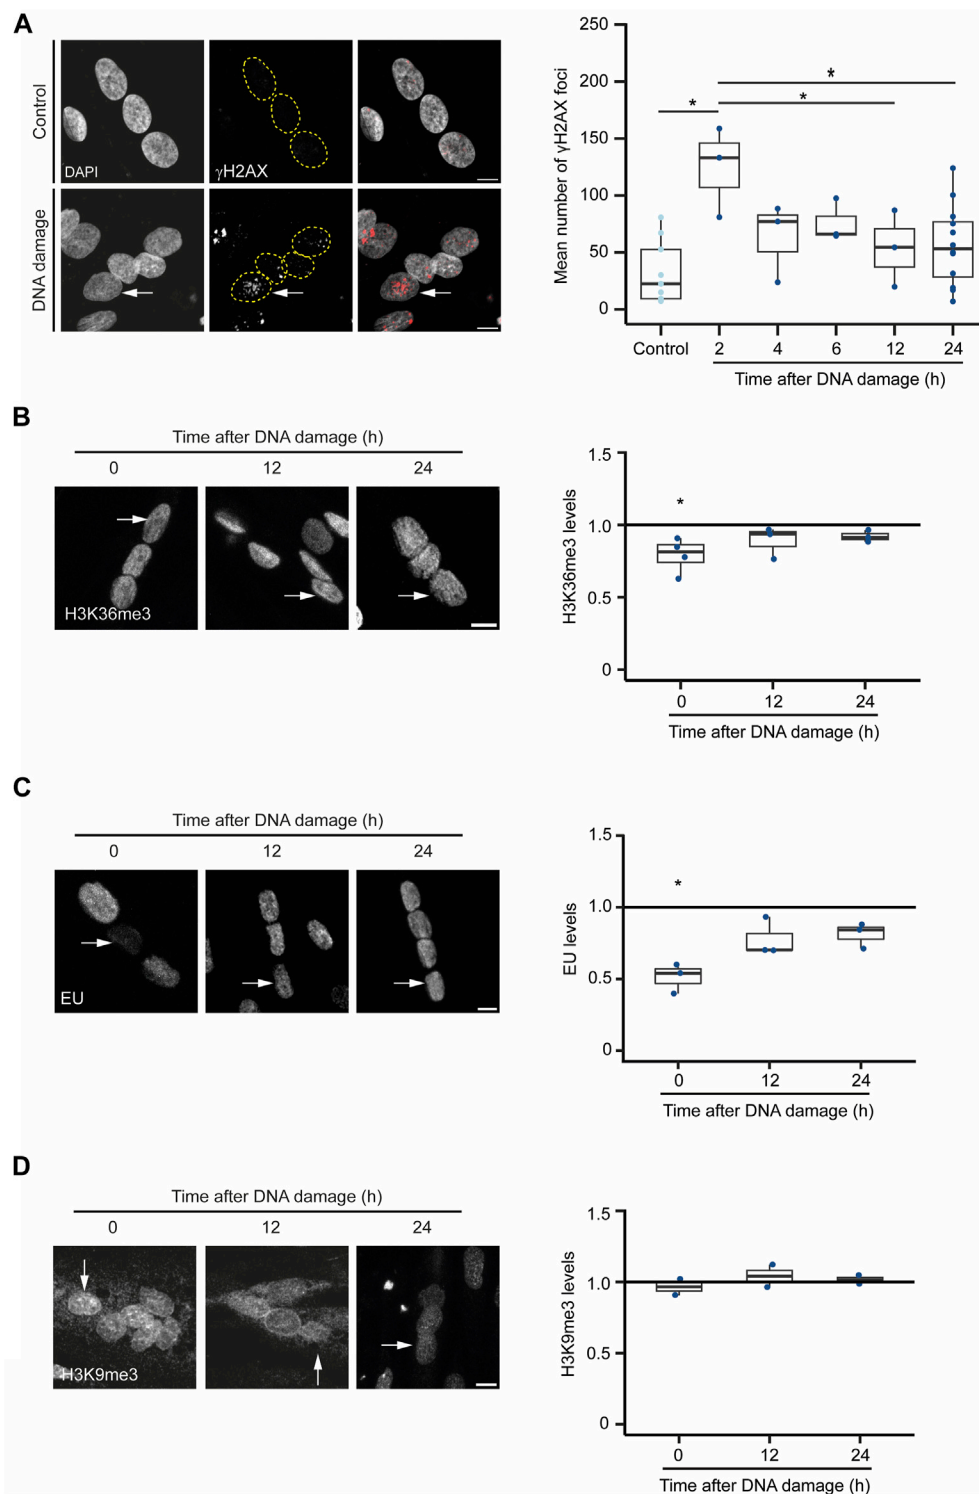 A
Control
DNA damage
DAPI
γH2AX
Mean number of γH2AX foci
250
200
150
100
50
0
*
*
*
Control
2
4
6
12
24
Time after DNA damage (h)
B
Time after DNA damage (h)
0
12
24
H3K36me3
H3K36me3 levels
1.5
1.0
0.5
0
*
0
12
24
Time after DNA damage (h)
C
Time after DNA damage (h)
0
12
24
EU
EU levels
1.5
1.0
0.5
0
*
0
12
24
Time after DNA damage (h)
D
Time after DNA damage (h)
0
12
24
H3K9me3
H3K9me3 levels
1.5
1.0
0.5
0
0
12
24
Time after DNA damage (h)